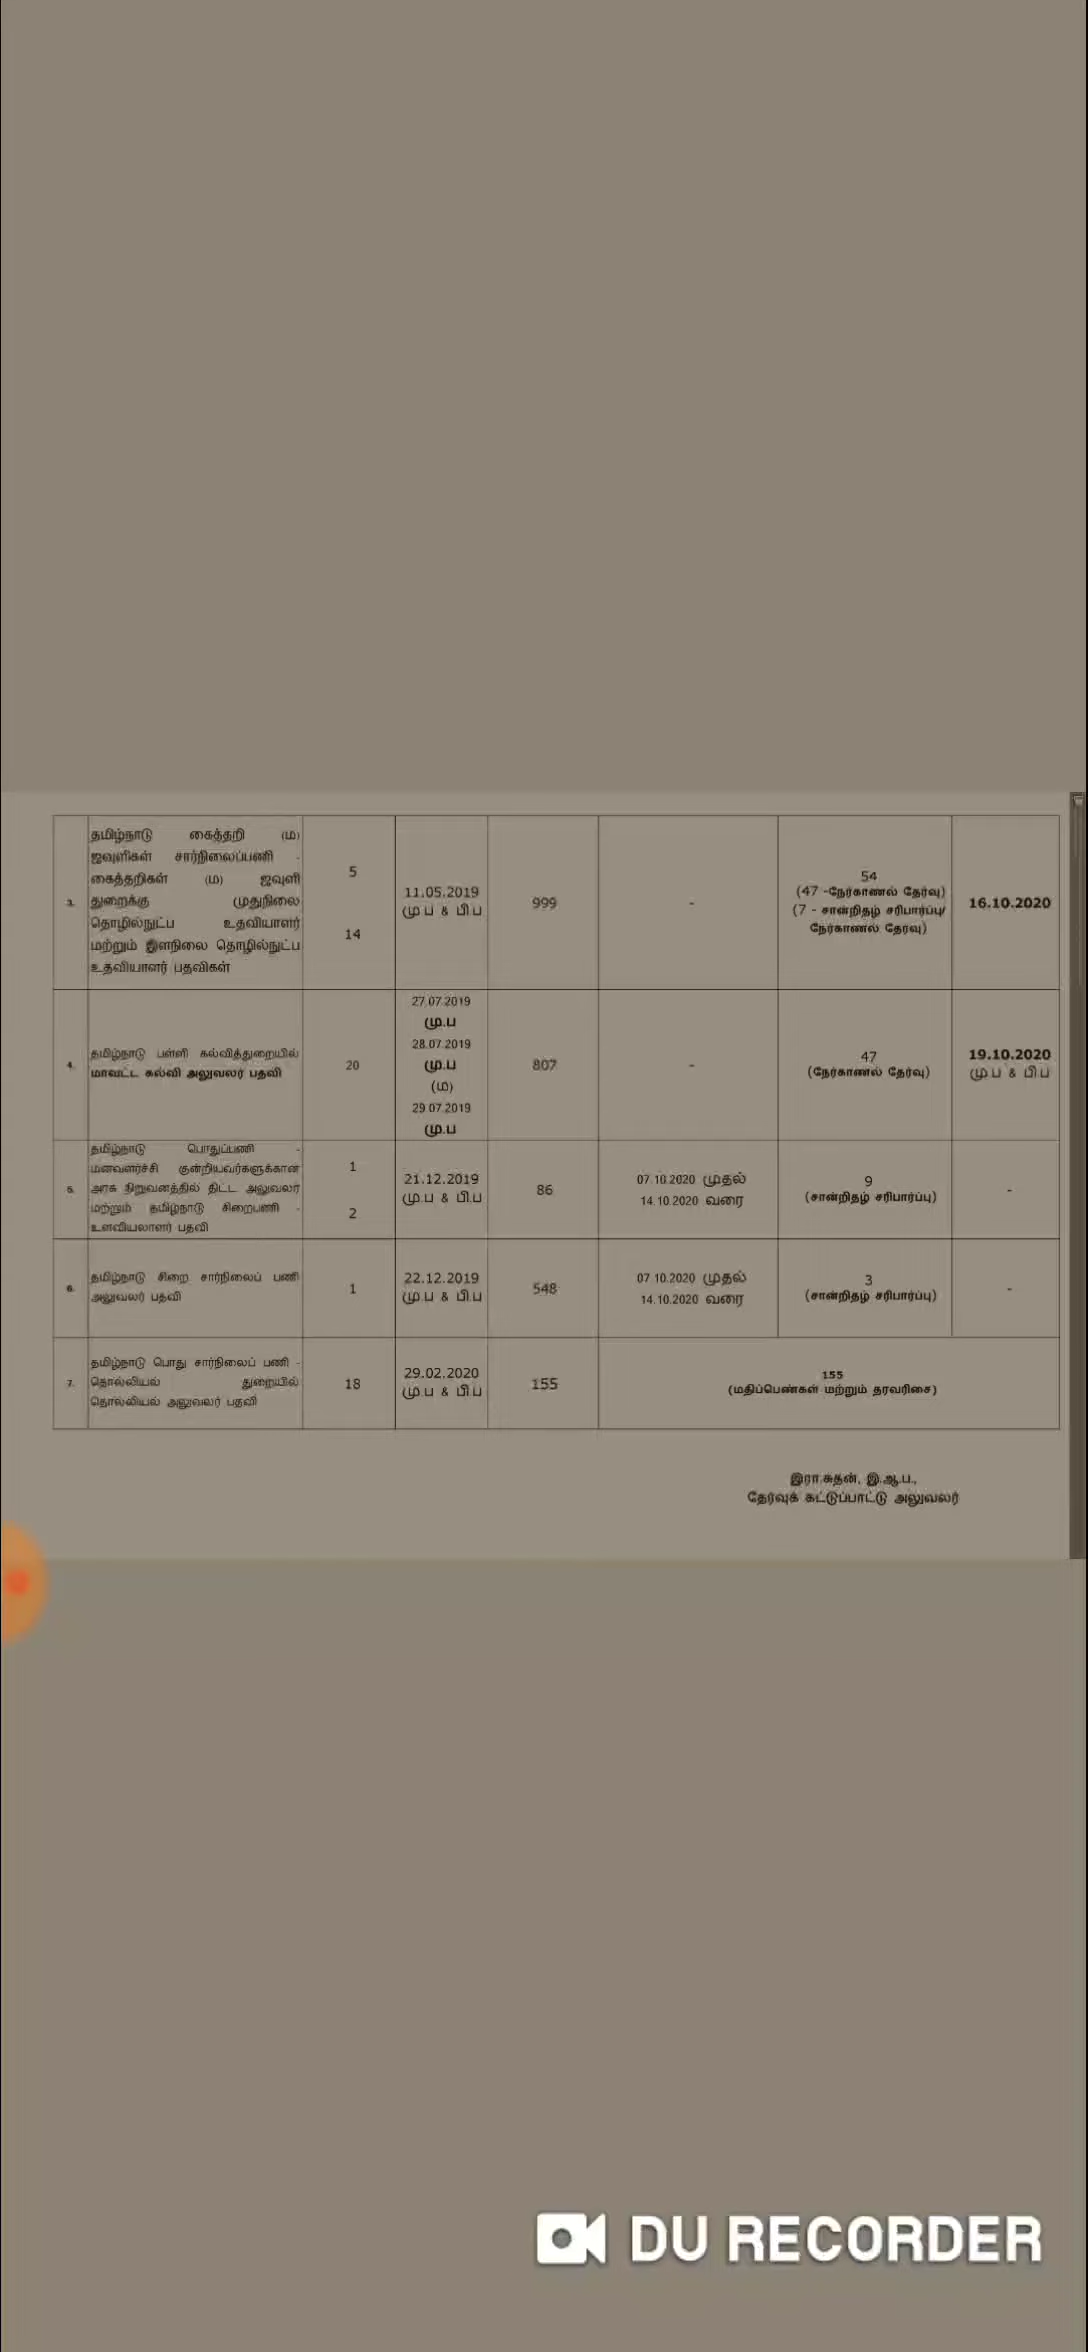 3.
தமிழ்நாடு கைத்தறி (ம)
ஜவுளிகள் சார்நிலைப்பணி -
கைத்தறிகள் (ம) ஜவுளி
துறைக்கு முதுநிலை
தொழில்நுட்ப உதவியாளர்
மற்றும் இளநிலை தொழில்நுட்ப
உதவியாளர் பதவிகள்
5
14
11.05.2019
மு.ப & பி.ப
999
-
54
(47 -நேர்காணல் தேர்வு)
(7 - சான்றிதழ் சரிபார்ப்பு/
நேர்காணல் தேர்வு)
16.10.2020
4.
தமிழ்நாடு பள்ளி கல்வித்துறையில்
மாவட்ட கல்வி அலுவலர் பதவி
20
27.07.2019
மு.ப
28.07.2019
மு.ப
(ம)
29.07.2019
மு.ப
807
-
47
(நேர்காணல் தேர்வு)
19.10.2020
மு.ப & பி.ப
5.
தமிழ்நாடு பொதுப்பணி -
மனவளர்ச்சி குன்றியவர்களுக்கான
அரசு நிறுவனத்தில் திட்ட அலுவலர்
மற்றும் தமிழ்நாடு சிறைபணி -
உளவியலாளர் பதவி
1
2
21.12.2019
மு.ப & பி.ப
86
07.10.2020 முதல்
14.10.2020 வரை
9
(சான்றிதழ் சரிபார்ப்பு)
-
6.
தமிழ்நாடு சிறை சார்நிலைப் பணி
அலுவலர் பதவி
1
22.12.2019
மு.ப & பி.ப
548
07.10.2020 முதல்
14.10.2020 வரை
3
(சான்றிதழ் சரிபார்ப்பு)
-
7.
தமிழ்நாடு பொது சார்நிலைப் பணி -
தொல்லியல் துறையில்
தொல்லியல் அலுவலர் பதவி
18
29.02.2020
மு.ப & பி.ப
155
155
(மதிப்பெண்கள் மற்றும் தரவரிசை)
இரா.சுதன், இ.ஆ.ப.,
தேர்வுக் கட்டுப்பாட்டு அலுவலர்
DU RECORDER